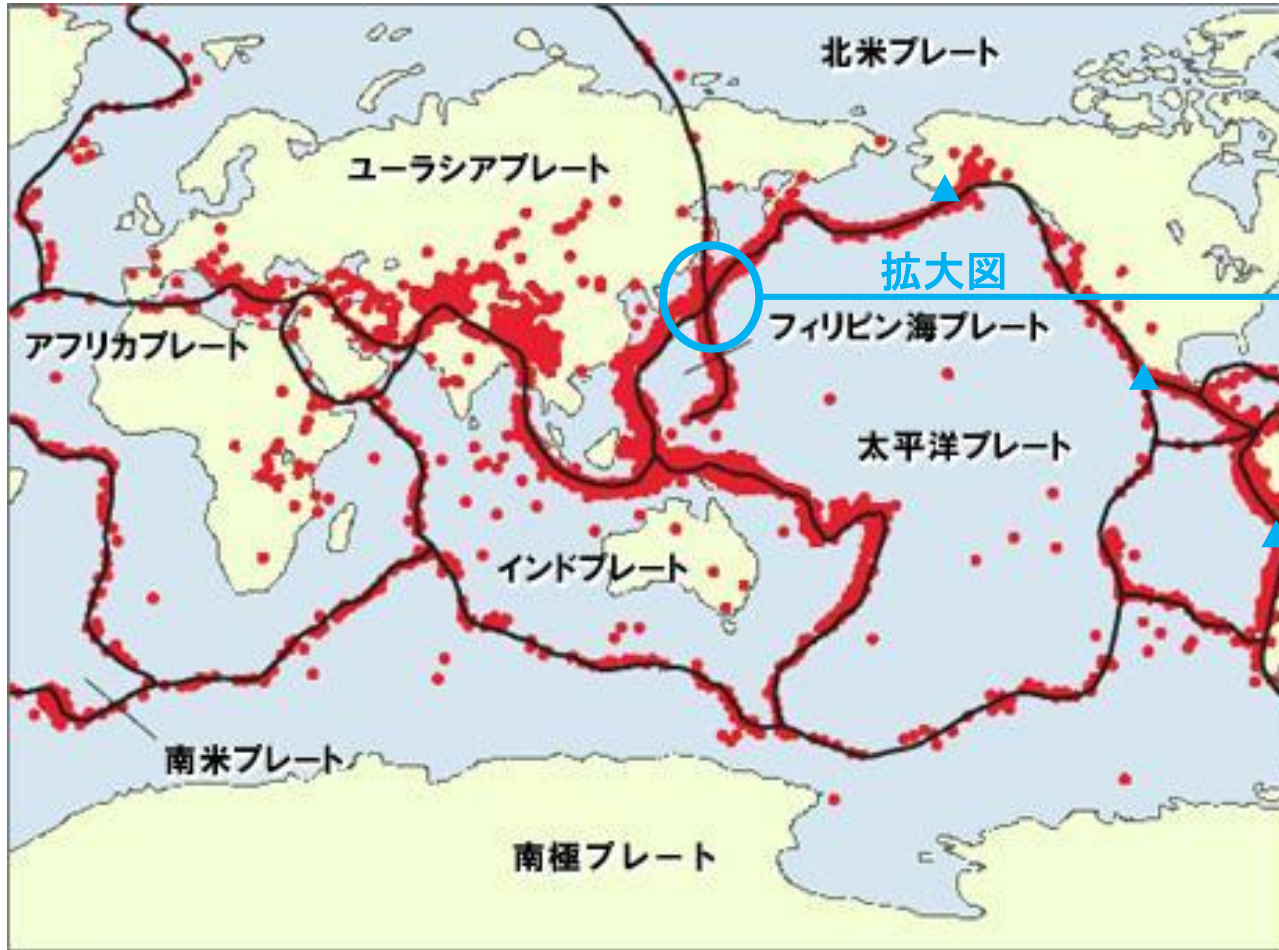 北米プレート
ユーラシアプレート
拡大図
フィリピン海プレート
アフリカプレート
太平洋プレート
インドプレート
南米プレート
南極プレート